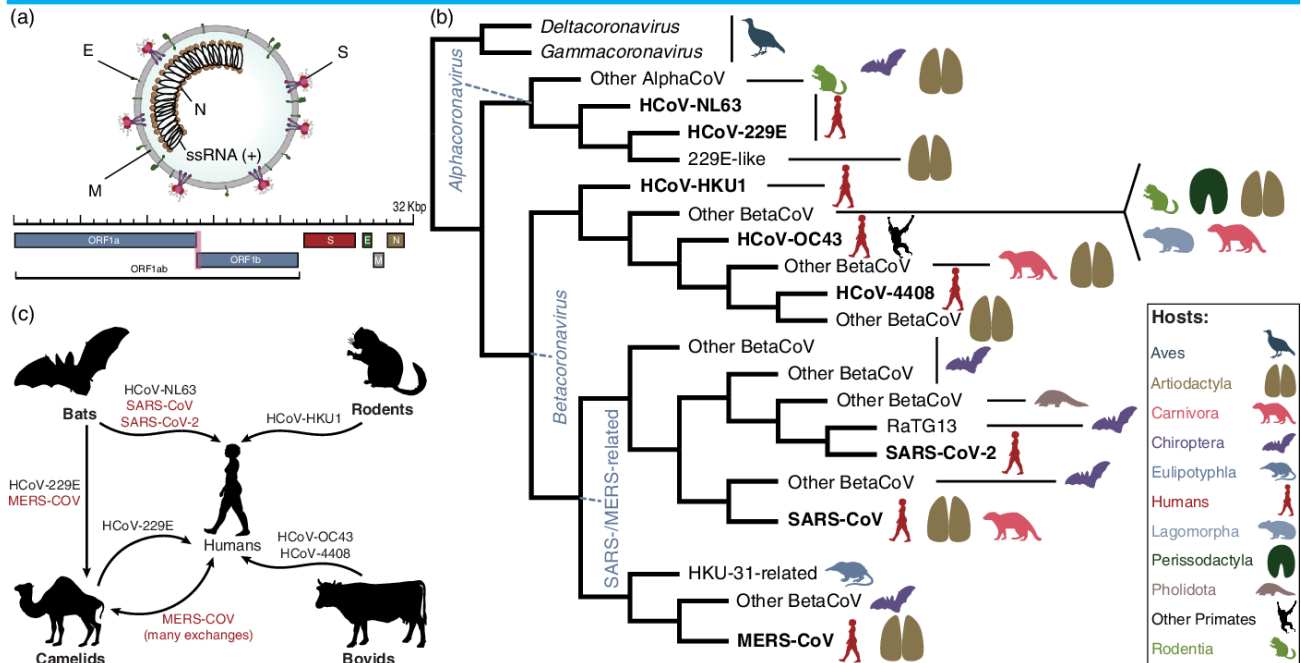 (a)
E
S
N
ssRNA (+)
M
32 Kbp
ORF1a
S
E
N
ORF1b
M
ORF1ab
(b)
Alphacoronavirus
Betacoronavirus
SARS-/MERS-related
Deltacoronavirus
Gammacoronavirus
Other AlphaCoV
HCoV-NL63
HCoV-229E
229E-like
HCoV-HKU1
Other BetaCoV
HCoV-OC43
Other BetaCoV
HCoV-4408
Other BetaCoV
Other BetaCoV
Other BetaCoV
Other BetaCoV
RaTG13
SARS-CoV-2
Other BetaCoV
SARS-CoV
HKU-31-related
Other BetaCoV
MERS-CoV
Hosts:
Aves
Artiodactyla
Carnivora
Chiroptera
Eulipotyphla
Humans
Lagomorpha
Perissodactyla
Pholidota
Other Primates
Rodentia
(c)
Bats
HCoV-NL63
SARS-CoV
SARS-CoV-2
Rodents
HCoV-HKU1
HCoV-229E
MERS-COV
HCoV-229E
Humans
HCoV-OC43
HCoV-4408
MERS-COV
(many exchanges)
Camelids
Bovids